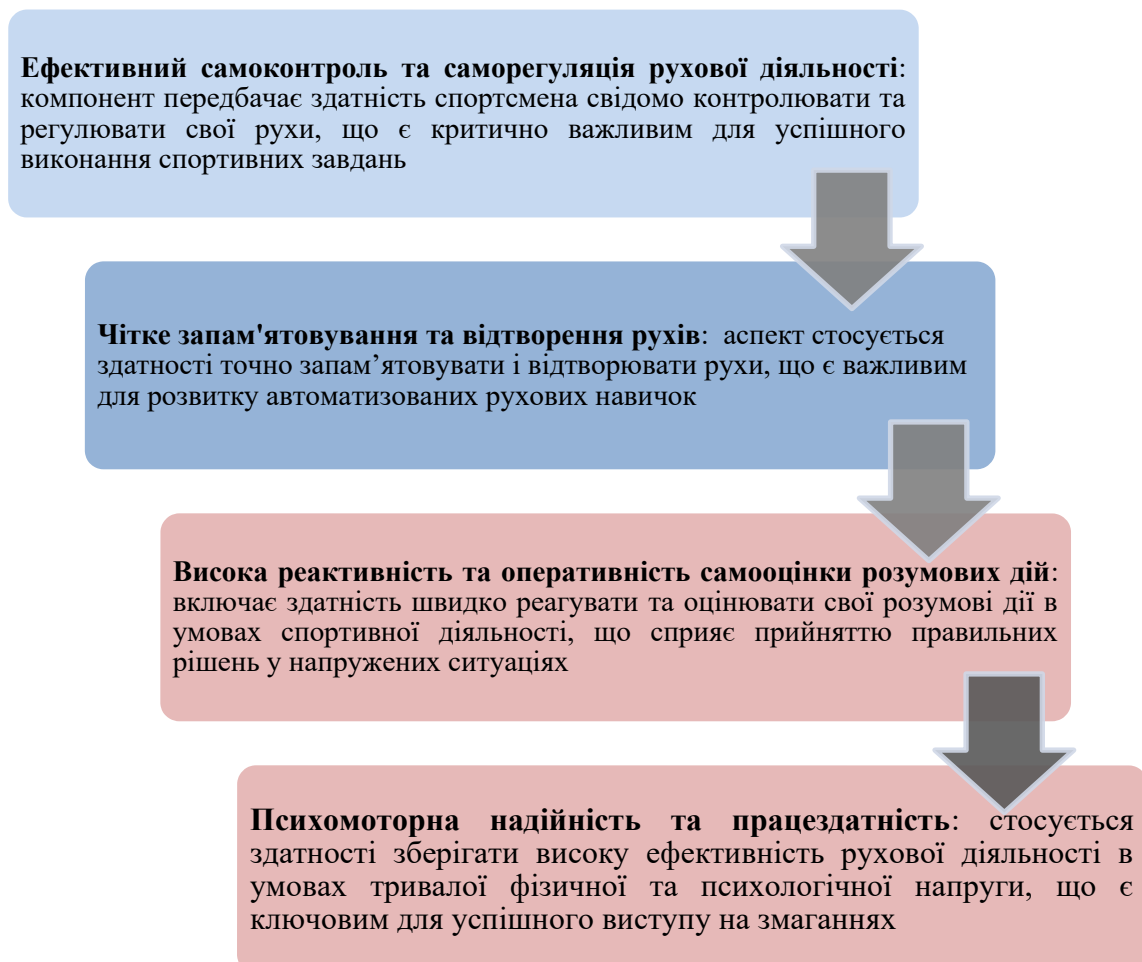 Ефективний самоконтроль та саморегуляція рухової діяльності:
компонент передбачає здатність спортсмена свідомо контролювати та
регулювати свої рухи, що є критично важливим для успішного
виконання спортивних завдань
Чітке запам'ятовування та відтворення рухів: аспект стосується
здатності точно запам’ятовувати і відтворювати рухи, що є важливим
для розвитку автоматизованих рухових навичок
Висока реактивність та оперативність самооцінки розумових дій:
включає здатність швидко реагувати та оцінювати свої розумові дії в
умовах спортивної діяльності, що сприяє прийняттю правильних
рішень у напружених ситуаціях
Психомоторна надійність та працездатність: стосується
здатності зберігати високу ефективність рухової діяльності в
умовах тривалої фізичної та психологічної напруги, що є
ключовим для успішного виступу на змаганнях